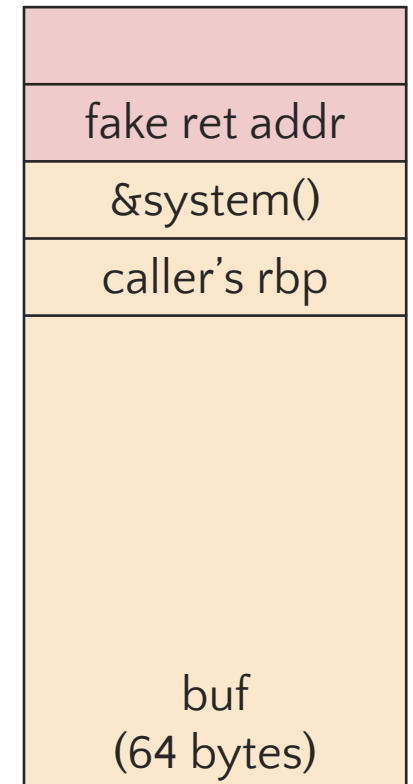 fake ret addr
&system()
caller's rbp
buf
(64 bytes)